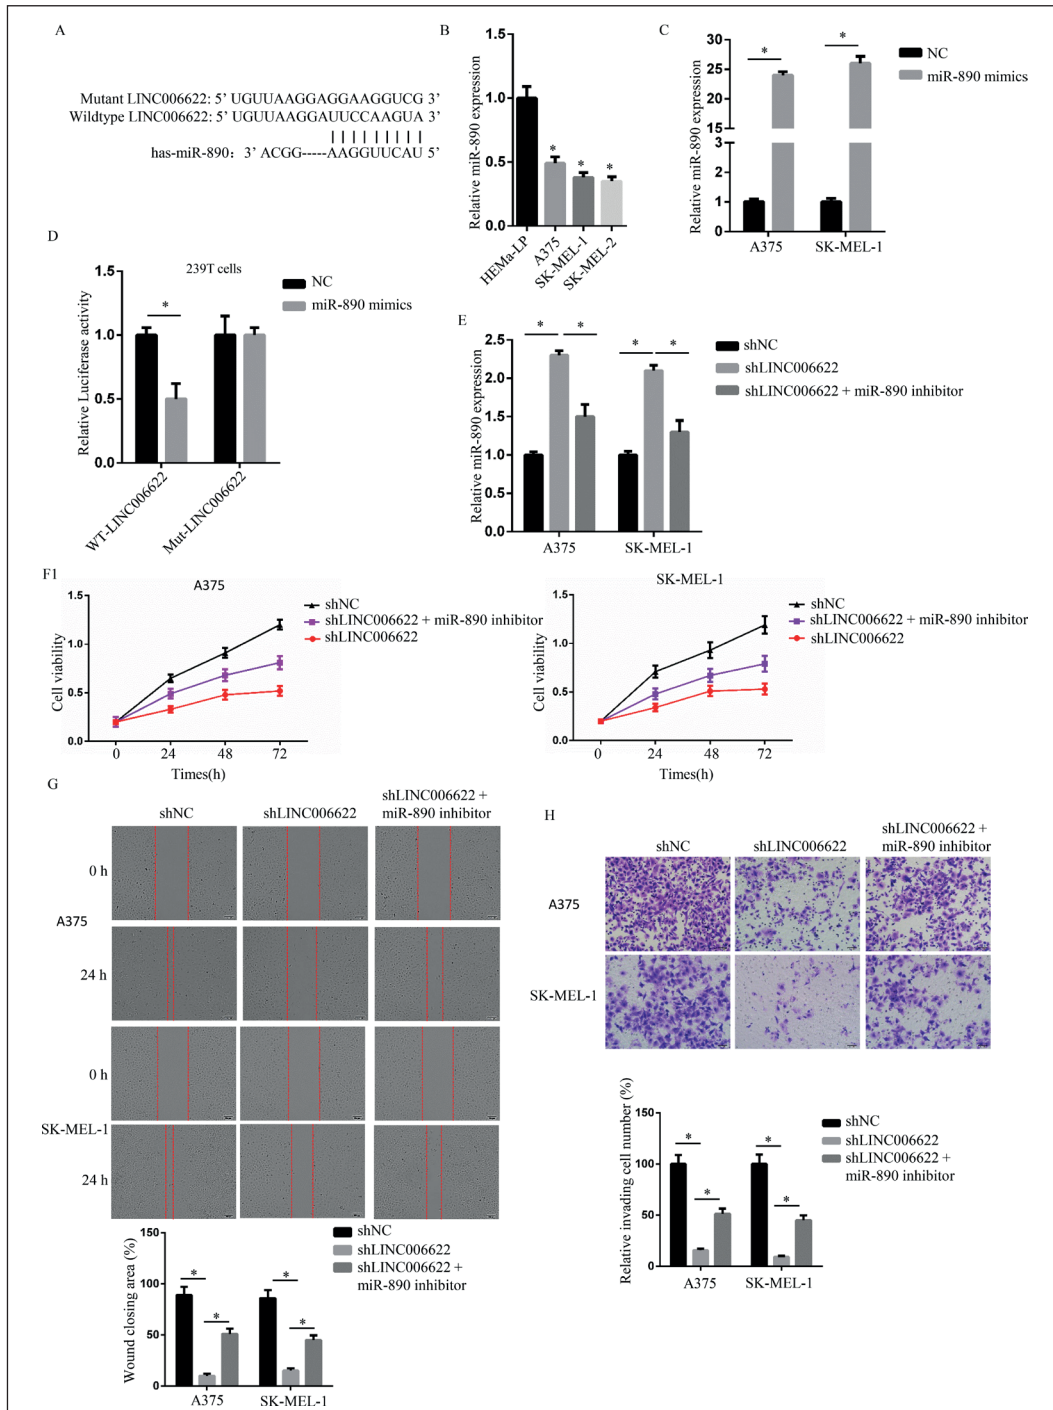 A
Mutant LINC006622: 5’ UGUUAAGGAGGAAGGUCG 3’
Wildtype LINC006622: 5’ UGUUAAGGAUUCCAAGUA 3’
has-miR-890: 3’ ACGG-----AAGGUUCAU 5’
B
Relative miR-890 expression
1.5
1.0
0.5
0.0
*
*
*
HEMa-LP
A375
SK-MEL-1
SK-MEL-2
C
Relative miR-890 expression
30
25
20
15
10
3
2
1
0
*
*
A375
SK-MEL-1
NC
miR-890 mimics
D
239T cells
Relative Luciferase activity
1.5
1.0
0.5
0.0
*
WT-LINC006622
Mut-LINC006622
NC
miR-890 mimics
E
Relative miR-890 expression
2.5
2.0
1.5
1.0
2.5
0.0
*
*
*
*
A375
SK-MEL-1
shNC
shLINC006622
shLINC006622 + miR-890 inhibitor
F1
A375
Cell viability
1.5
1.0
0.5
0.0
0
24
48
72
Times(h)
shNC
shLINC006622 + miR-890 inhibitor
shLINC006622
SK-MEL-1
Cell viability
1.5
1.0
0.5
0.0
0
24
48
72
Times(h)
shNC
shLINC006622 + miR-890 inhibitor
shLINC006622
G
shNC
shLINC006622
shLINC006622 +
miR-890 inhibitor
0 h
A375
24 h
0 h
SK-MEL-1
24 h
Wound closing area (%)
150
100
50
0
*
*
*
*
A375
SK-MEL-1
shNC
shLINC006622
shLINC006622 +
miR-890 inhibitor
H
shNC
shLINC006622
shLINC006622 +
miR-890 inhibitor
A375
SK-MEL-1
Relative invading cell number (%)
150
100
50
0
*
*
*
*
A375
SK-MEL-1
shNC
shLINC006622
shLINC006622 +
miR-890 inhibitor